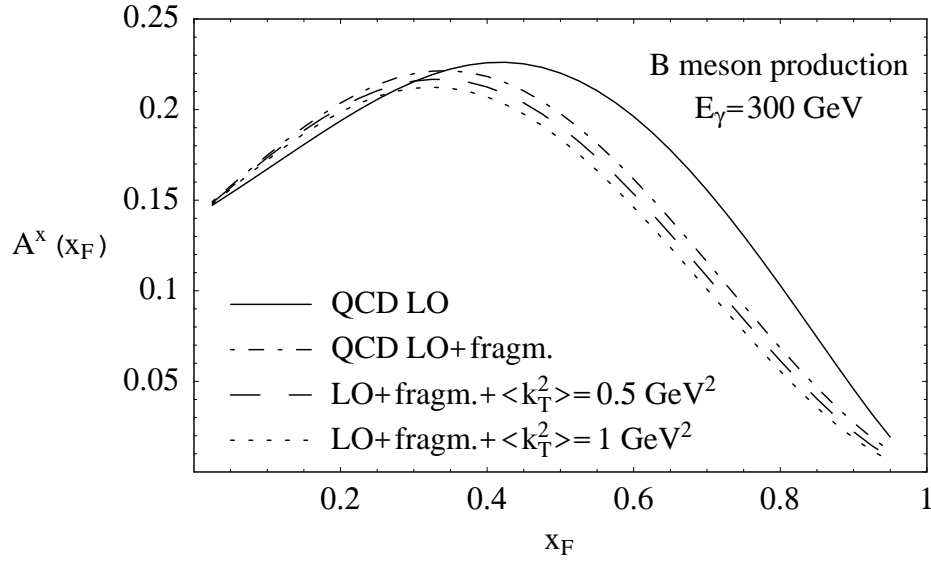 0.25
B meson production
E_γ=300 GeV
0.2
0.15
A^x (x_F)
0.1
QCD LO
QCD LO+fragm.
0.05
LO+fragm.+<k_T^2>=0.5 GeV^2
LO+fragm.+<k_T^2>=1 GeV^2
0.2 0.4 0.6 0.8 1
x_F